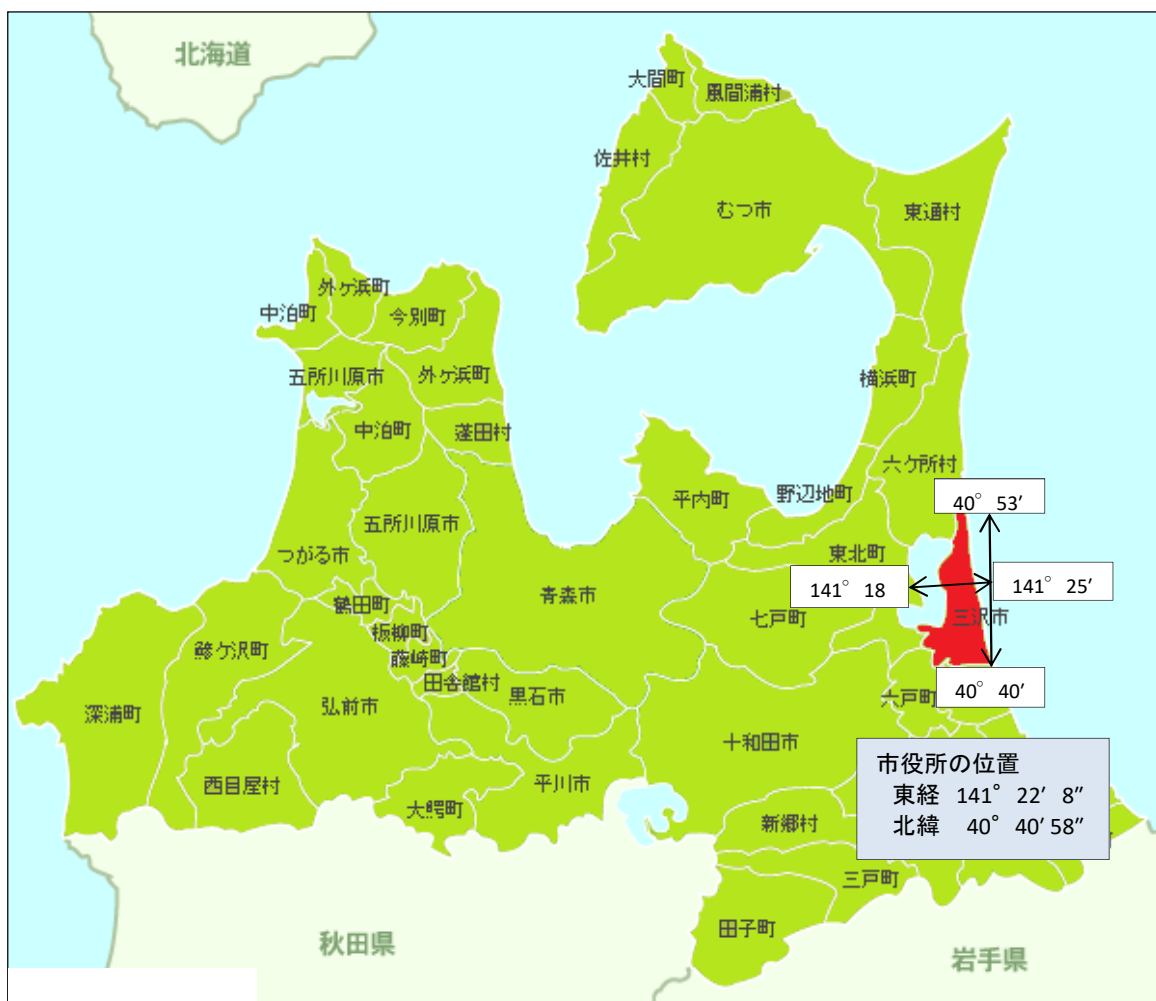 北海道
大間町
風間浦村
佐井村
むつ市
東通村
外ヶ浜町
中泊町
今別町
五所川原市
外ヶ浜町
横浜町
中泊町
蓬田村
六ケ所村
平内町
野辺地町
40° 53′
五所川原市
つがる市
東北町
141° 18
141° 25′
青森市
鶴田町
七戸町
三沢市
板柳町
鰺ケ沢町
藤崎町
田舎館村
黒石市
六戸町
40° 40′
深浦町
弘前市
十和田市
西目屋村
平川市
大鰐町
市役所の位置
東経 141° 22′ 8″
北緯 40° 40′ 58″
新郷村
三戸町
田子町
秋田県
岩手県